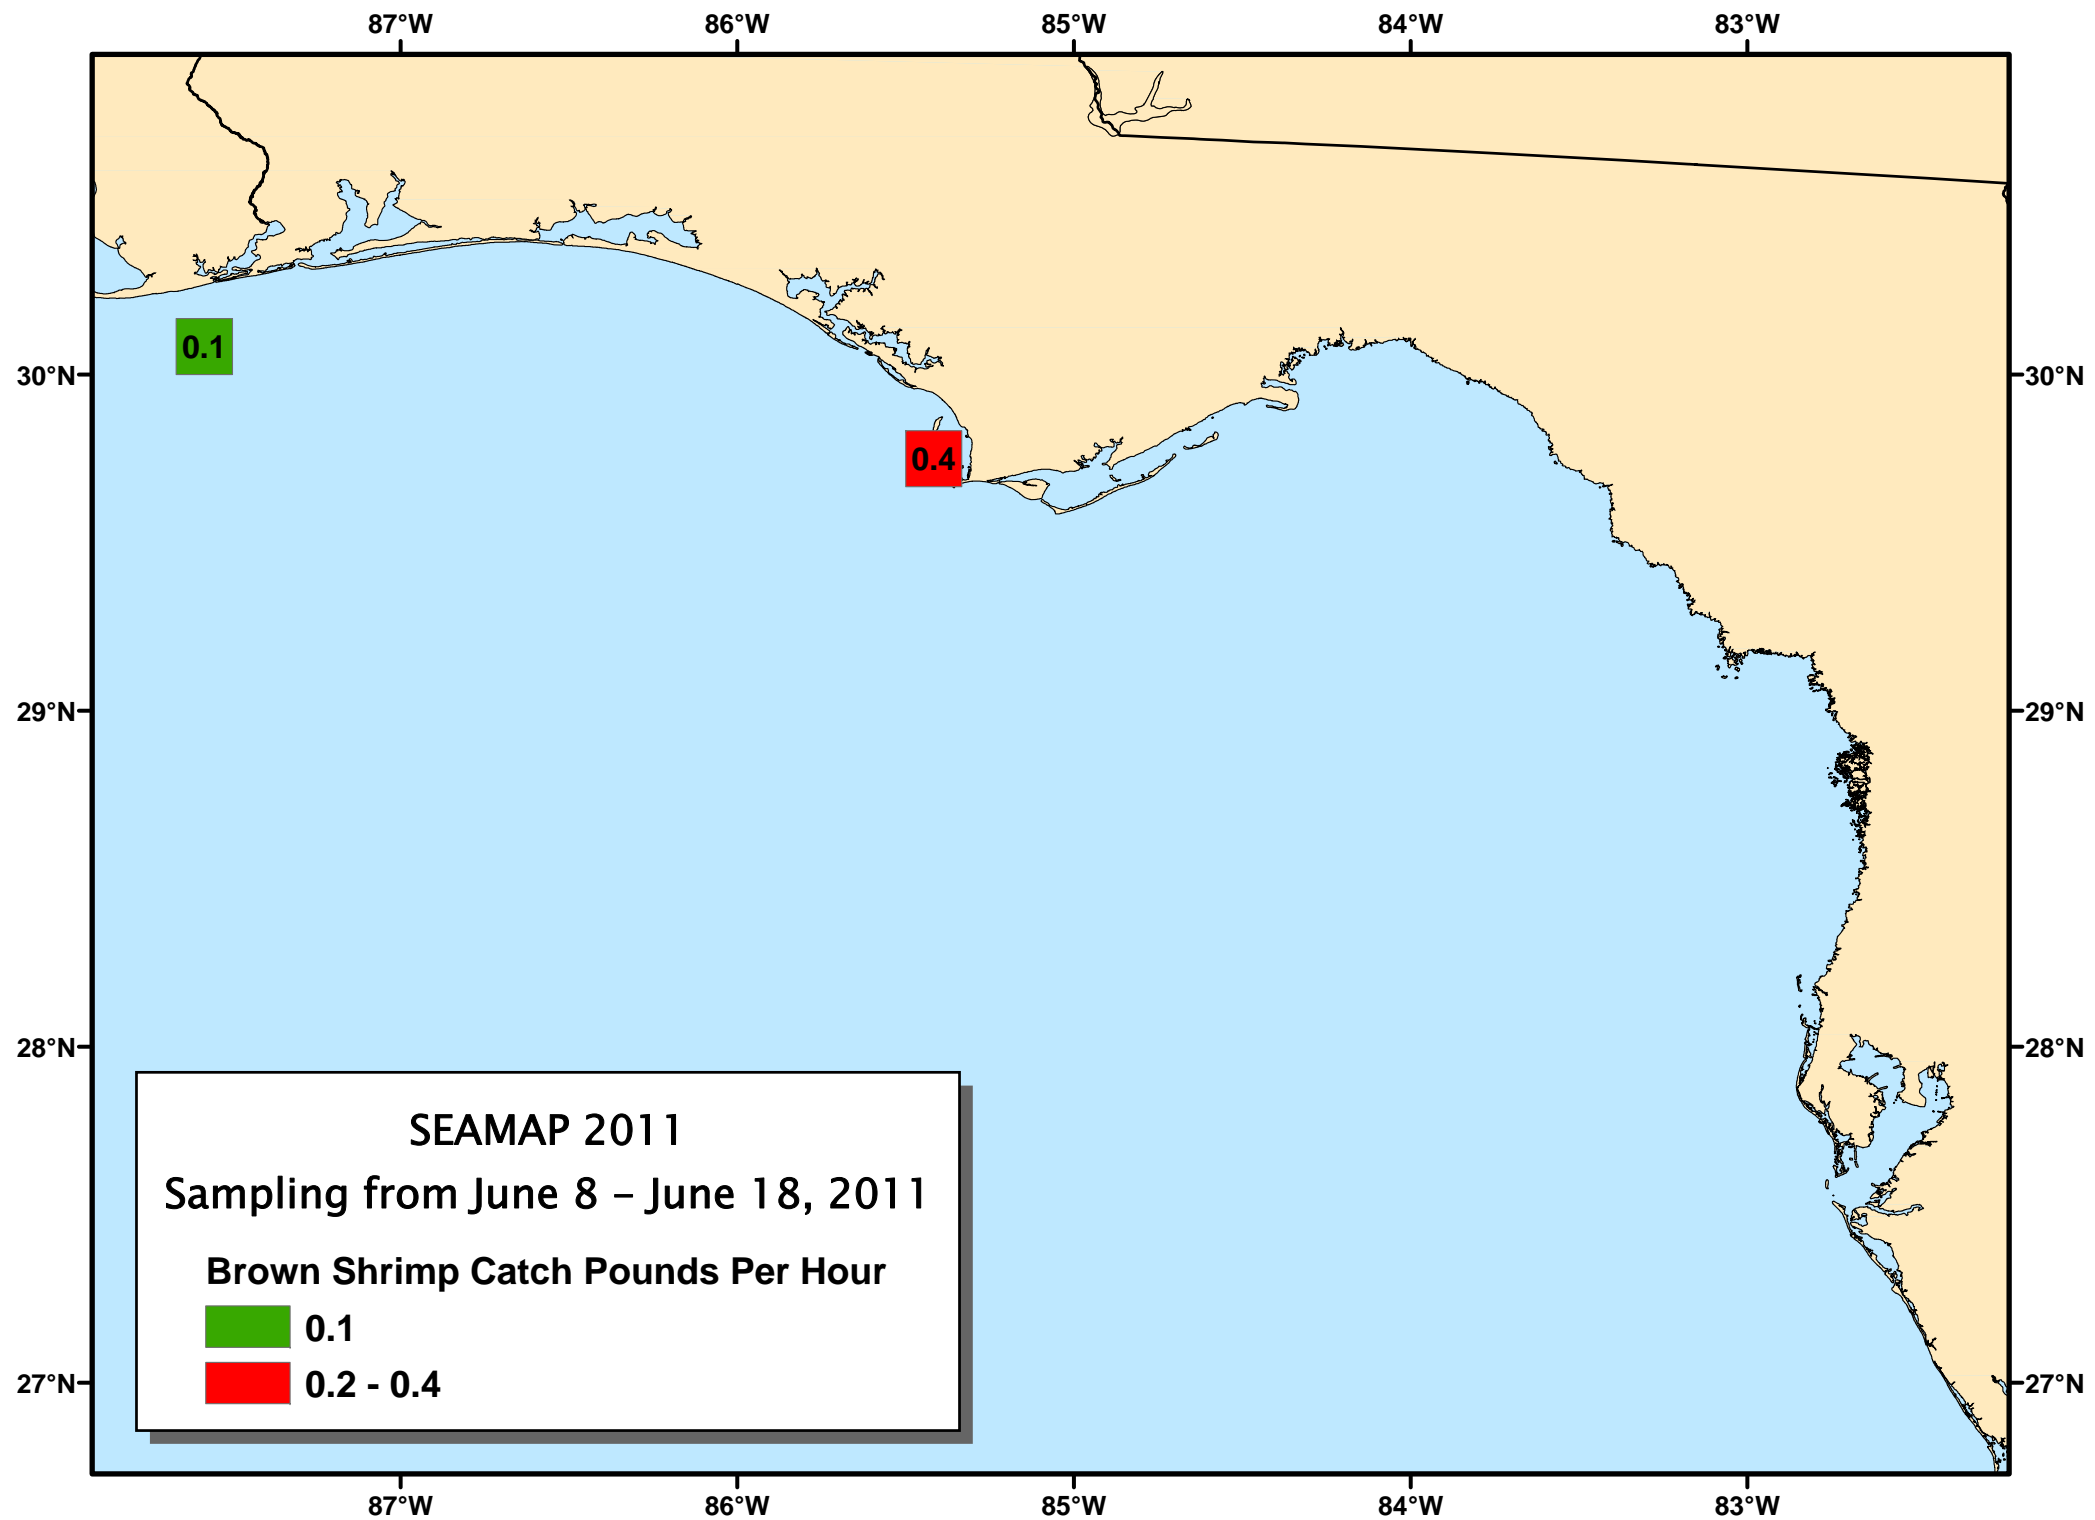 87°W 86°W 85°W 84°W 83°W
0.1
30°N 30°N
0.4
29°N 29°N
28°N 28°N
SEAMAP 2011
Sampling from June 8 - June 18, 2011
Brown Shrimp Catch Pounds Per Hour
0.1
0.2 - 0.4
27°N 27°N
87°W 86°W 85°W 84°W 83°W